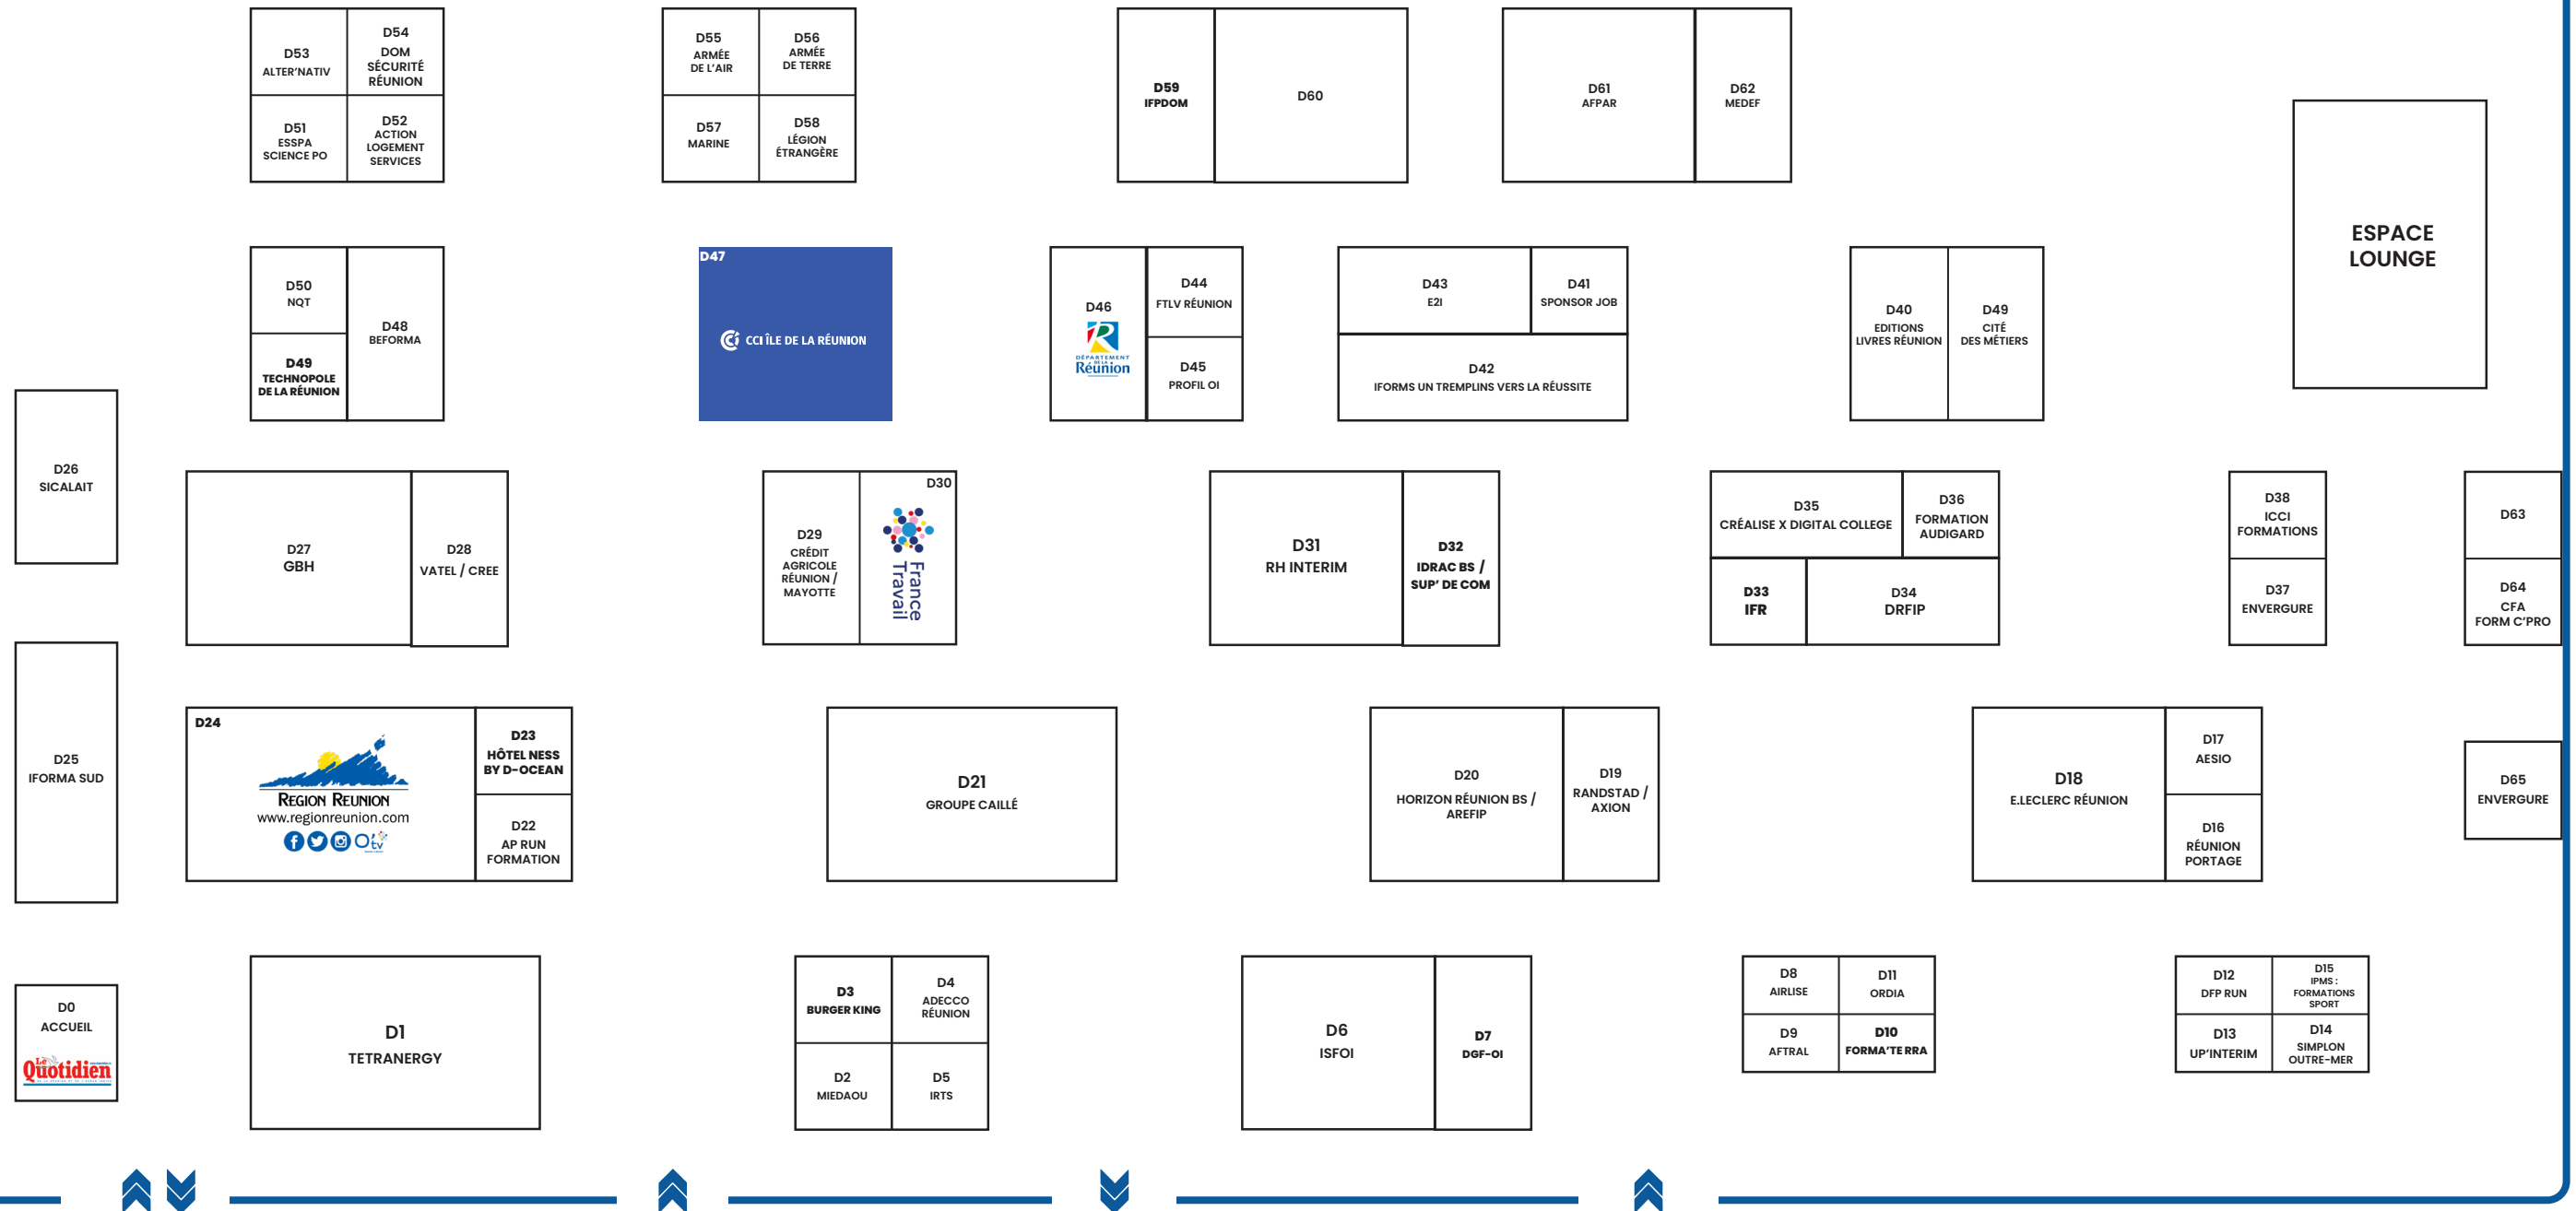 D53
ALTER'NATIV
D54
DOM
SÉCURITÉ
RÉUNION
D51
ESSPA
SCIENCE PO
D52
ACTION
LOGEMENT
SERVICES
D55
ARMÉE
DE L'AIR
D56
ARMÉE
DE TERRE
D57
MARINE
D58
LÉGION
ÉTRANGÈRE
D59
IFPDOM
D60
D61
AFPAR
D62
MEDEF
ESPACE
LOUNGE
D50
NQT
D49
TECHNOPOLE
DE LA RÉUNION
D48
BEFORMA
D47
CCI ÎLE DE LA RÉUNION
D46
DÉPARTEMENT
DE LA
Réunion
D44
FTLV RÉUNION
D45
PROFIL OI
D43
E2I
D41
SPONSOR JOB
D42
IFORMS UN TREMPLINS VERS LA RÉUSSITE
D40
EDITIONS
LIVRES RÉUNION
D49
CITÉ
DES MÉTIERS
D26
SICALAIT
D27
GBH
D28
VATEL / CREE
D29
CRÉDIT
AGRICOLE
RÉUNION /
MAYOTTE
D30
France
Travail
D31
RH INTERIM
D32
IDRAC BS /
SUP' DE COM
D35
CRÉALISE X DIGITAL COLLEGE
D36
FORMATION
AUDIGARD
D33
IFR
D34
DRFIP
D38
ICCI
FORMATIONS
D37
ENVERGURE
D63
D64
CFA
FORM C'PRO
D25
IFORMA SUD
D24
REGION REUNION
www.regionreunion.com
O'tv
D23
HÔTEL NESS
BY D-OCEAN
D22
AP RUN
FORMATION
D21
GROUPE CAILLÉ
D20
HORIZON RÉUNION BS /
AREFIP
D19
RANDSTAD /
AXION
D18
E.LECLERC RÉUNION
D17
AESIO
D16
RÉUNION
PORTAGE
D65
ENVERGURE
D0
ACCUEIL
Le
Quotidien
D1
TETRANERGY
D3
BURGER KING
D4
ADECCO
RÉUNION
D2
MIEDAOU
D5
IRTS
D6
ISFOI
D7
DGF-OI
D8
AIRLISE
D11
ORDIA
D9
AFTRAL
D10
FORMA'TE RRA
D12
DFP RUN
D15
IPMS :
FORMATIONS
SPORT
D13
UP'INTERIM
D14
SIMPLON
OUTRE-MER